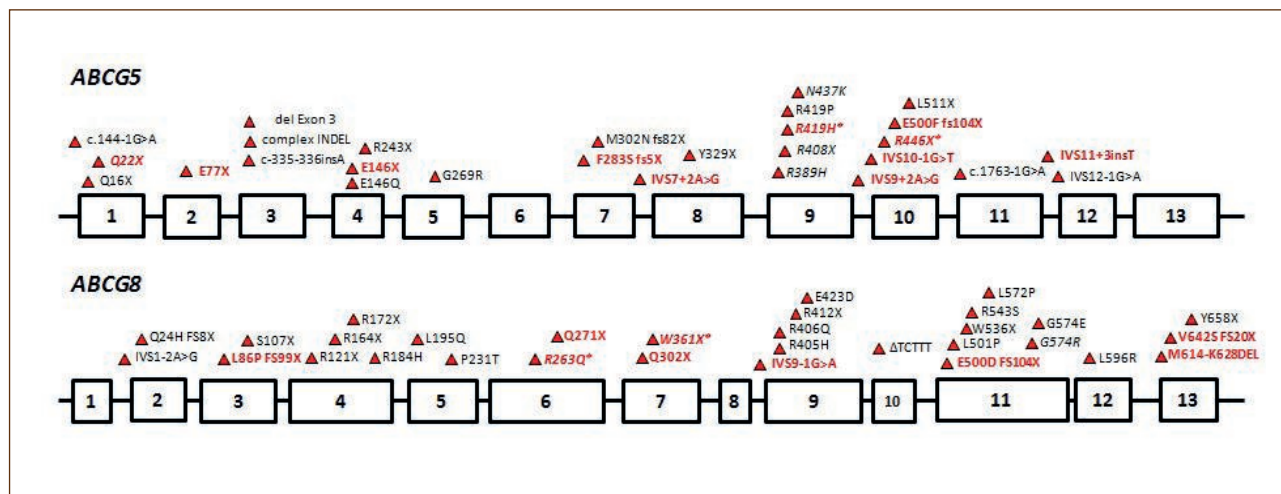 ABCG5
del Exon 3
complex INDEL
c-335-336insA
c.144-1G>A
Q22X
Q16X
E77X
R243X
E146X
E146Q
G269R
M302N fs82X
F283S fs5X
IVS7+2A>G
Y329X
N437K
R419P
R419H*
R408X
R389H
L511X
E500F fs104X
R446X*
IVS10-1G>T
IVS9+2A>G
c.1763-1G>A
IVS11+3insT
IVS12-1G>A
1 2 3 4 5 6 7 8 9 10 11 12 13
ABCG8
Q24H FS8X
IVS1-2A>G
S107X
L86P FS99X
R172X
R164X
R121X
R184H
L195Q
P231T
Q271X
R263Q*
W361X*
Q302X
E423D
R412X
R406Q
R405H
IVS9-1G>A
ΔTCTTT
L572P
R543S
W536X
L501P
E500D FS104X
G574E
G574R
L596R
Y658X
V642S FS20X
M614-K628DEL
1 2 3 4 5 6 7 8 9 10 11 12 13